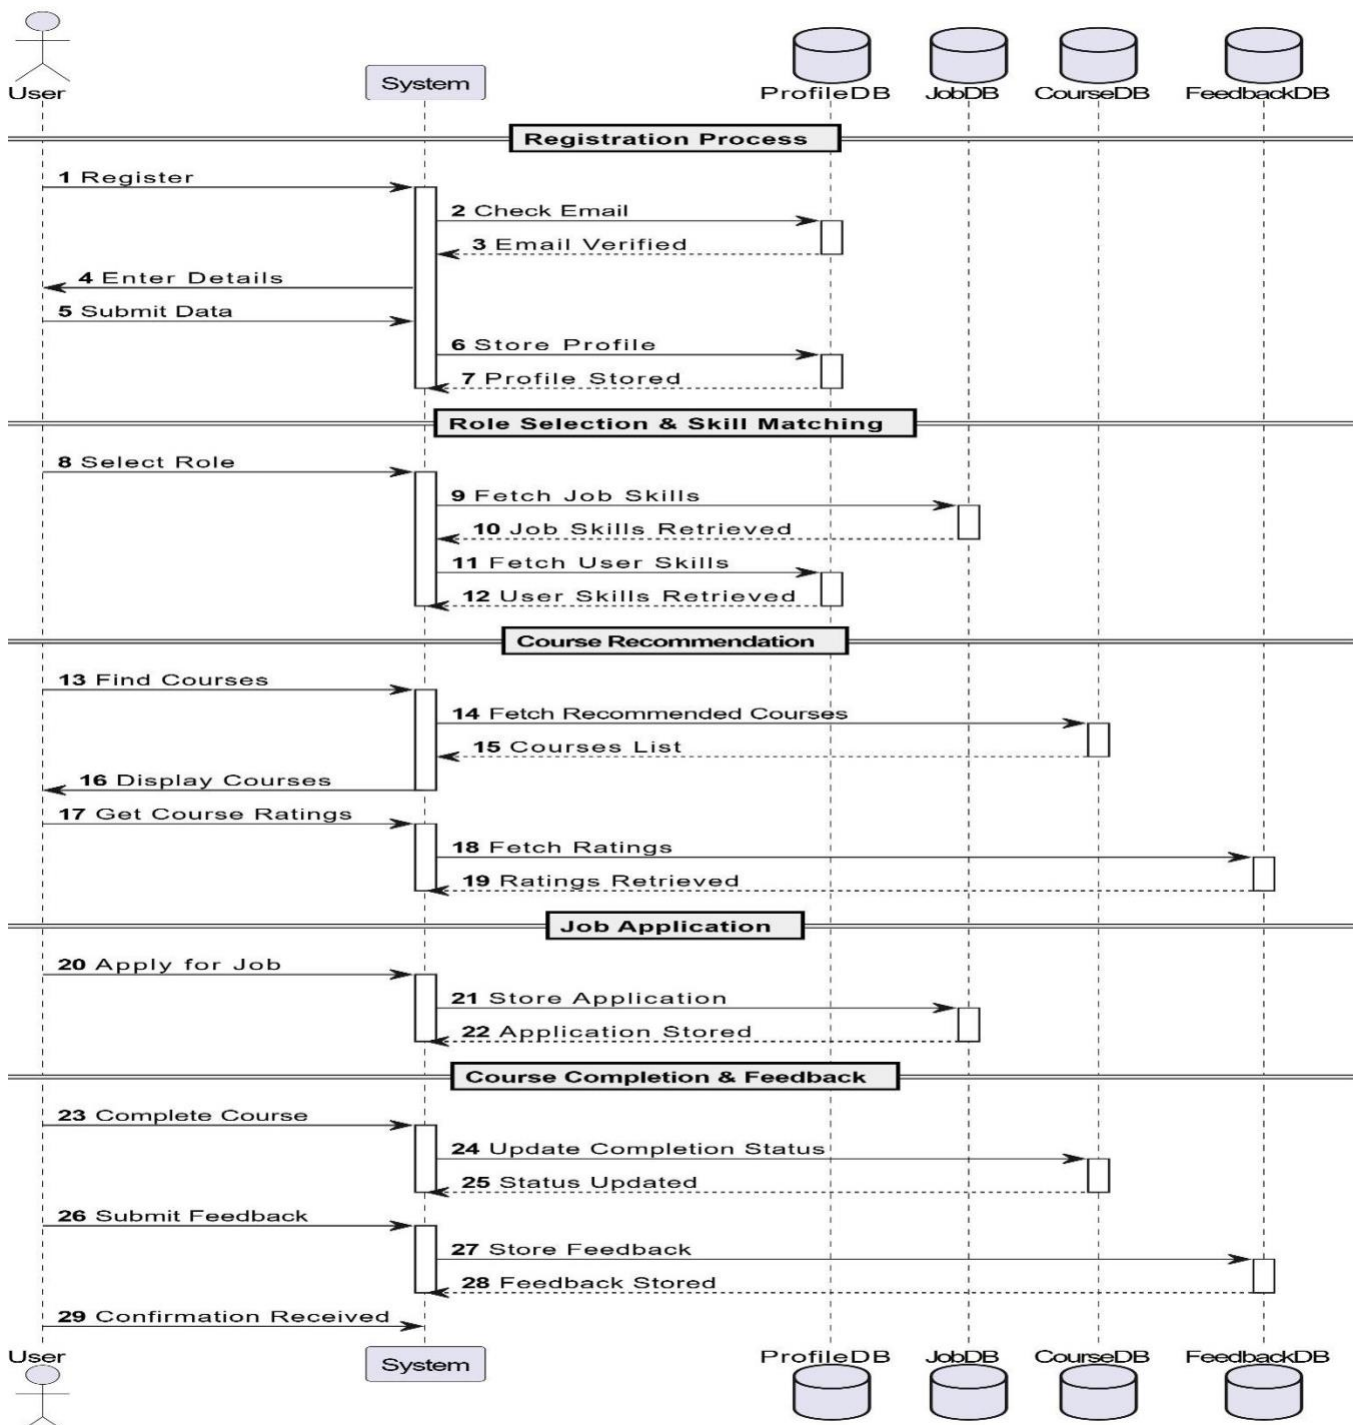 User
System
ProfileDB
JobDB
CourseDB
FeedbackDB
Registration Process
1 Register
2 Check Email
3 Email Verified
4 Enter Details
5 Submit Data
6 Store Profile
7 Profile Stored
Role Selection & Skill Matching
8 Select Role
9 Fetch Job Skills
10 Job Skills Retrieved
11 Fetch User Skills
12 User Skills Retrieved
Course Recommendation
13 Find Courses
14 Fetch Recommended Courses
15 Courses List
16 Display Courses
17 Get Course Ratings
18 Fetch Ratings
19 Ratings Retrieved
Job Application
20 Apply for Job
21 Store Application
22 Application Stored
Course Completion & Feedback
23 Complete Course
24 Update Completion Status
25 Status Updated
26 Submit Feedback
27 Store Feedback
28 Feedback Stored
29 Confirmation Received
User
System
ProfileDB
JobDB
CourseDB
FeedbackDB